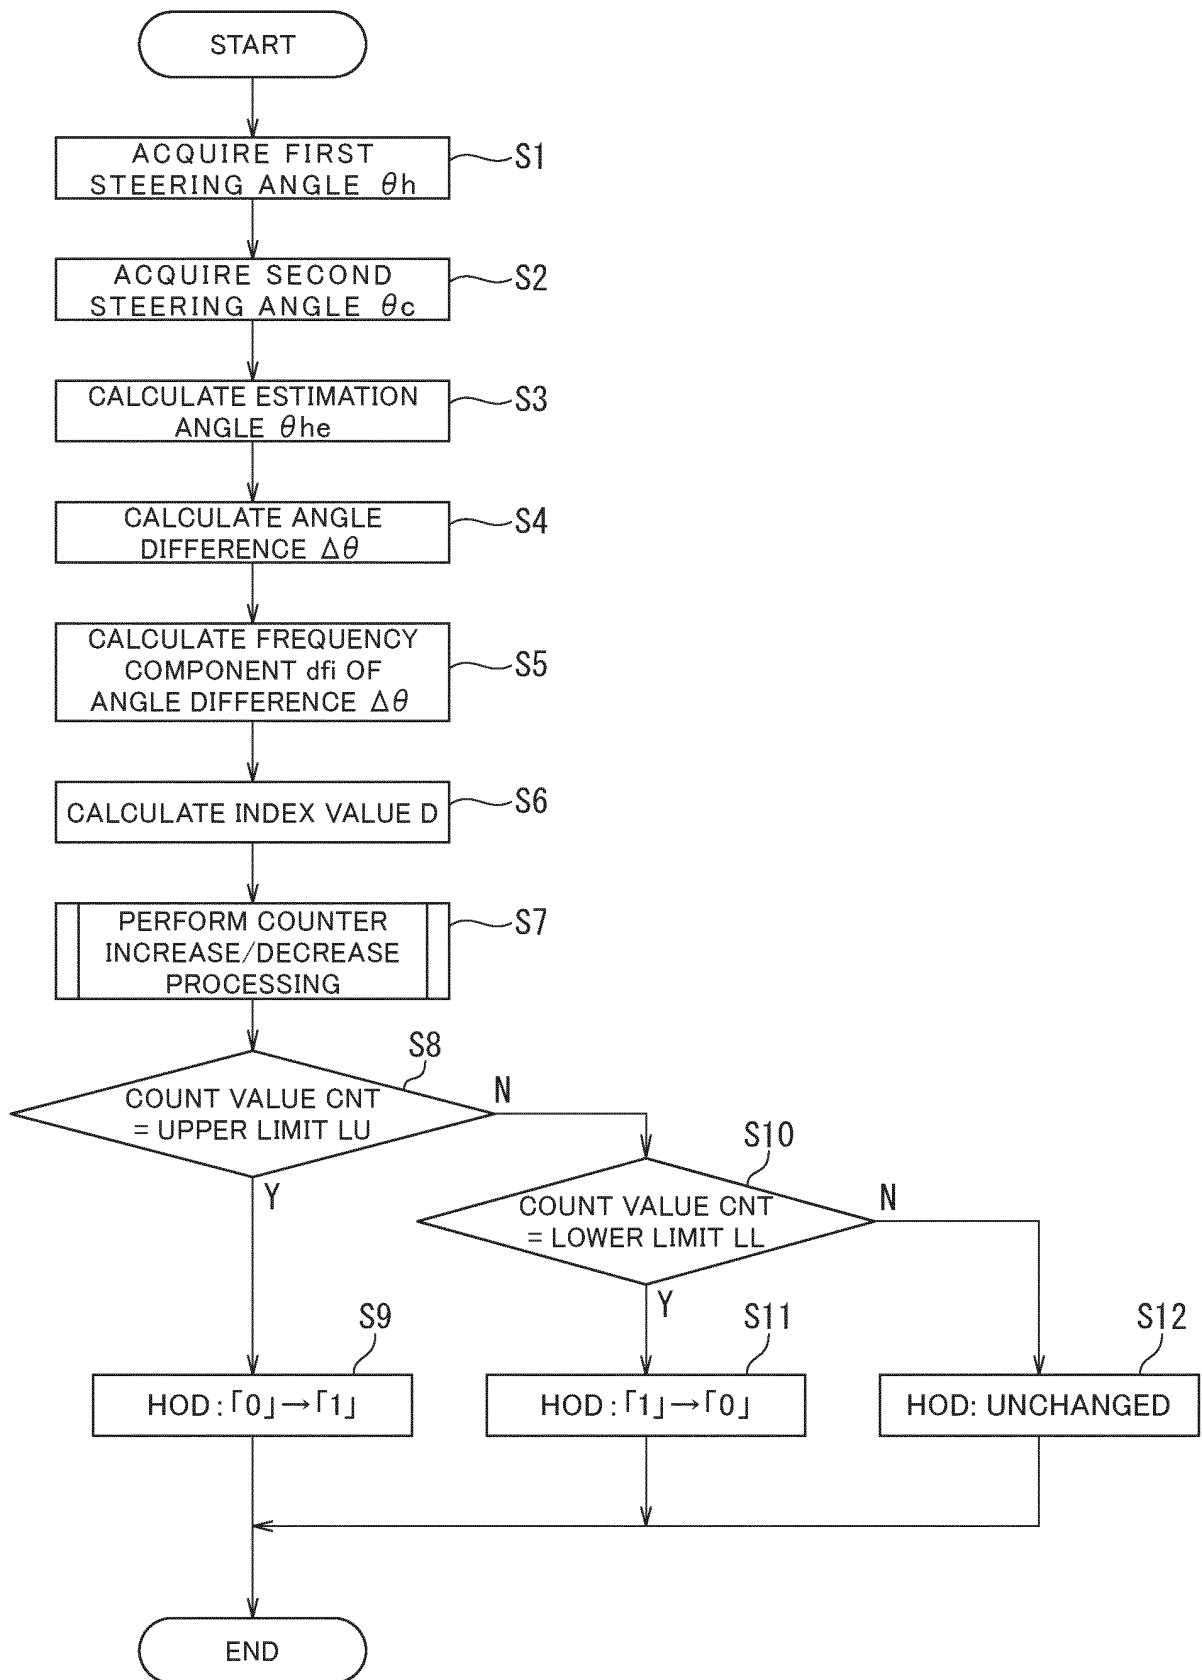 START
ACQUIRE FIRST
STEERING ANGLE θh
S1
ACQUIRE SECOND
STEERING ANGLE θc
S2
CALCULATE ESTIMATION
ANGLE θhe
S3
CALCULATE ANGLE
DIFFERENCE Δθ
S4
CALCULATE FREQUENCY
COMPONENT dfi OF
ANGLE DIFFERENCE Δθ
S5
CALCULATE INDEX VALUE D
S6
PERFORM COUNTER
INCREASE/DECREASE
PROCESSING
S7
S8
COUNT VALUE CNT
= UPPER LIMIT LU
N
Y
S10
COUNT VALUE CNT
= LOWER LIMIT LL
N
Y
S9
HOD:「0」→「1」
S11
HOD:「1」→「0」
S12
HOD: UNCHANGED
END